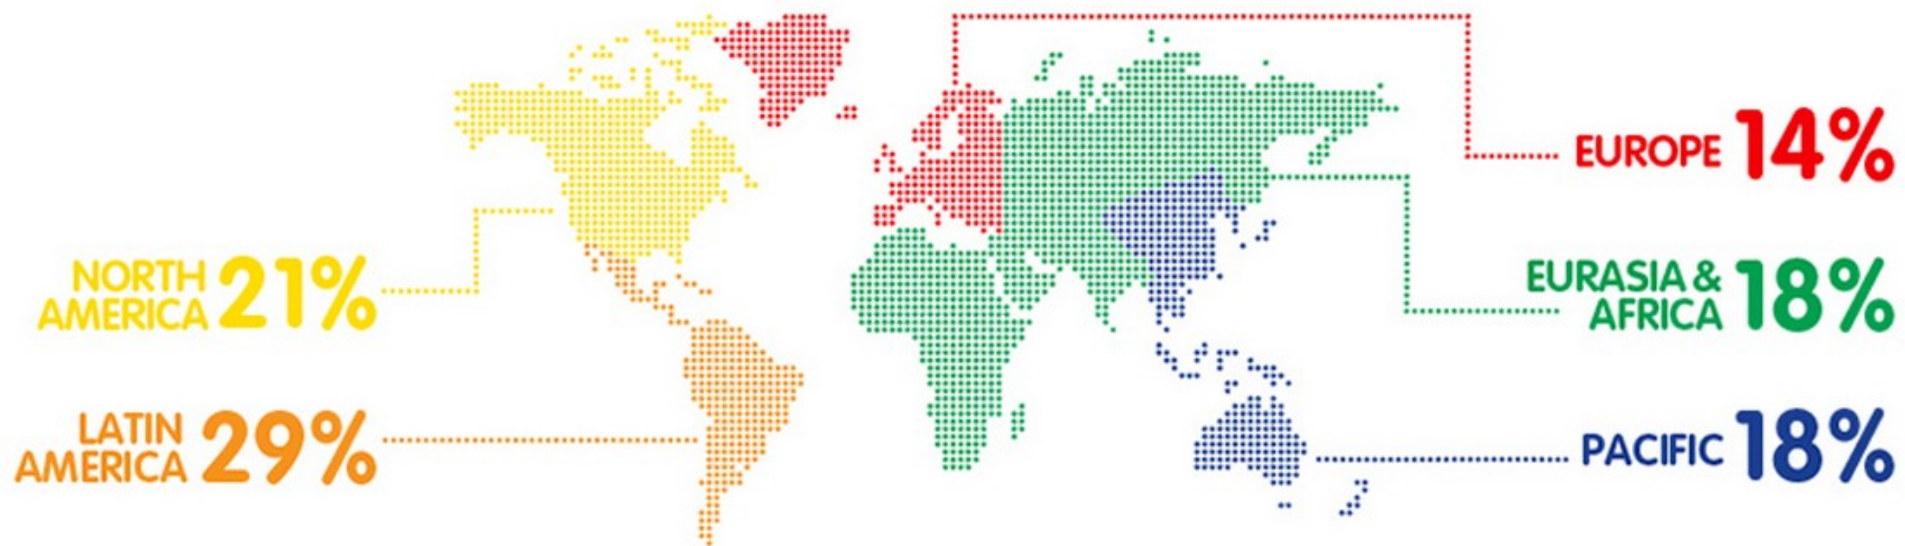 NORTH
AMERICA 21%
LATIN
AMERICA 29%
EUROPE 14%
EURASIA &
AFRICA 18%
PACIFIC 18%